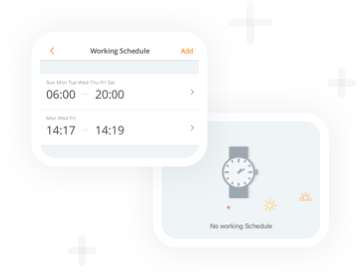 Working Schedule Add
Sun Mon Tue Wed Thu Fri Sat
06:00 — 20:00
Mon Wed Fri
14:17 — 14:19
No working Schedule